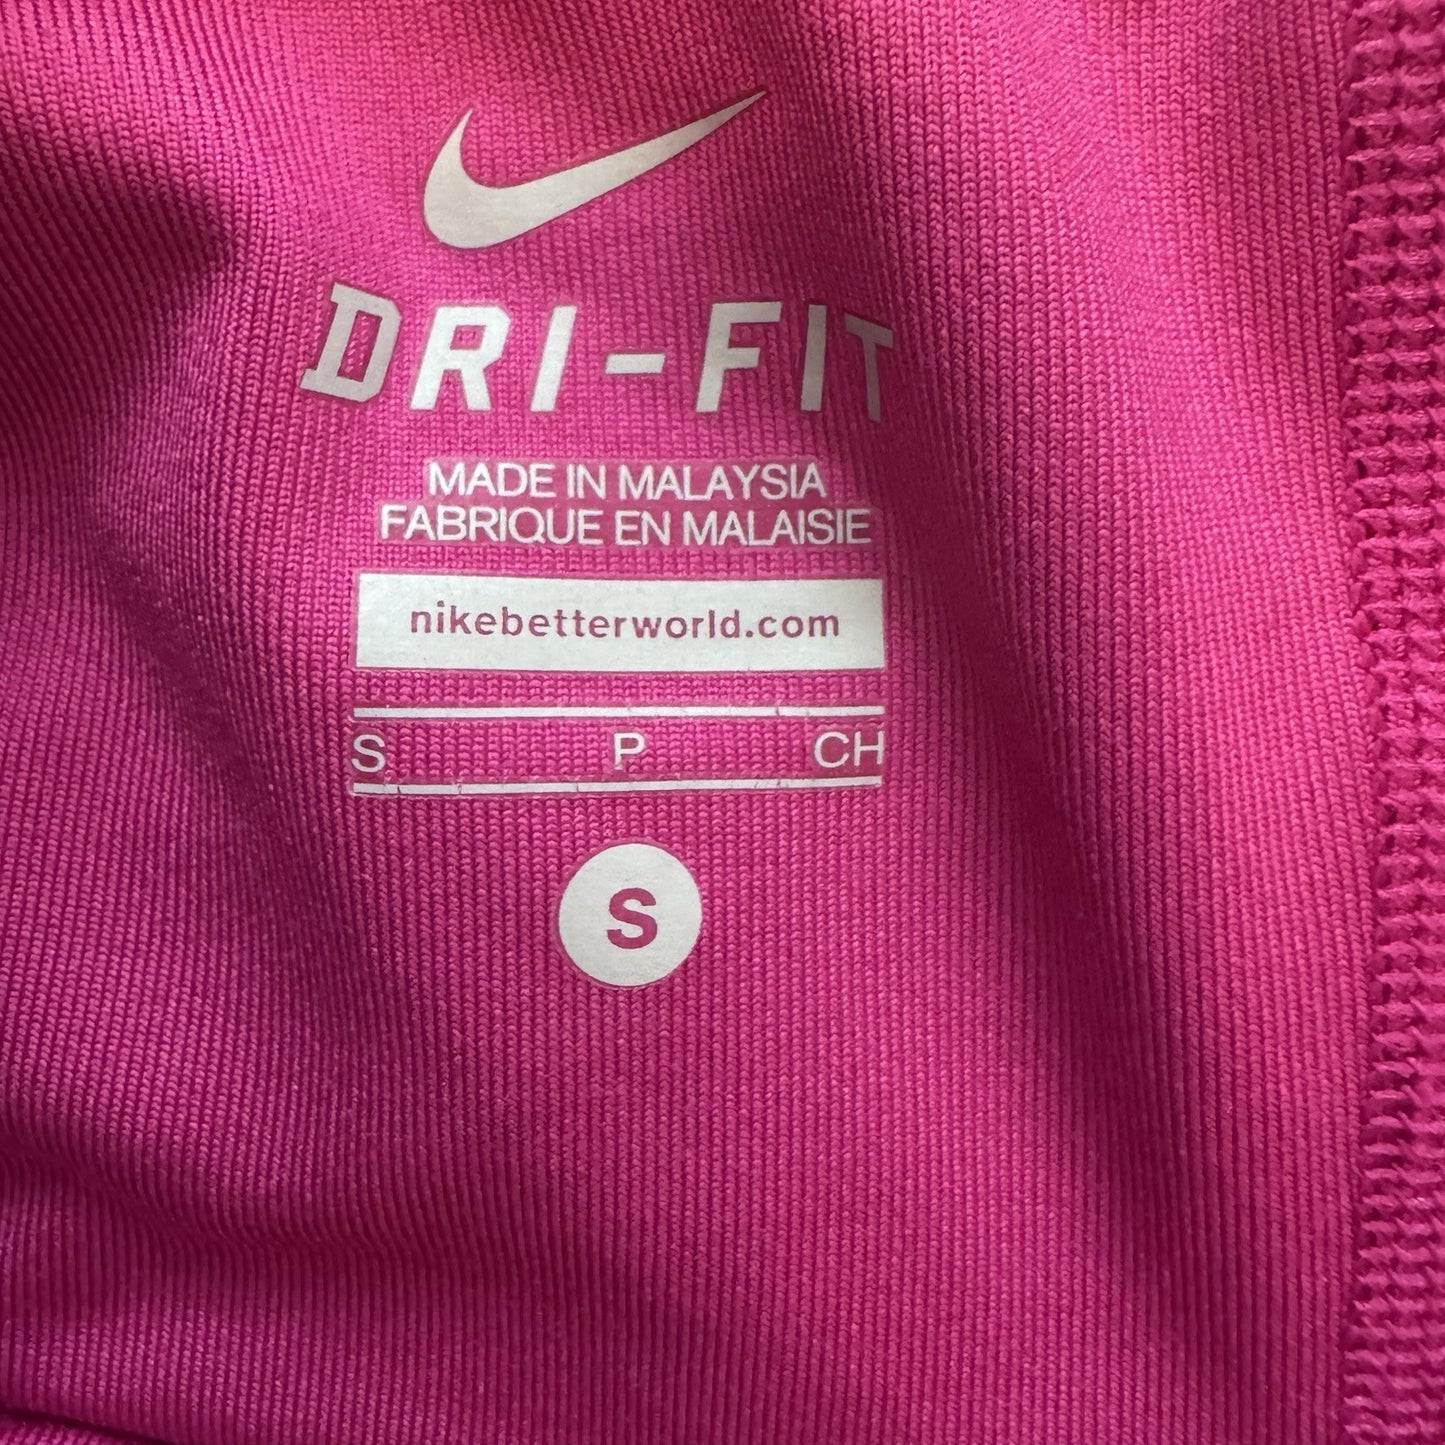 DRI-FIT
MADE IN MALAYSIA
FABRIQUE EN MALAISIE
nikebetterworld.com
S P CH
S